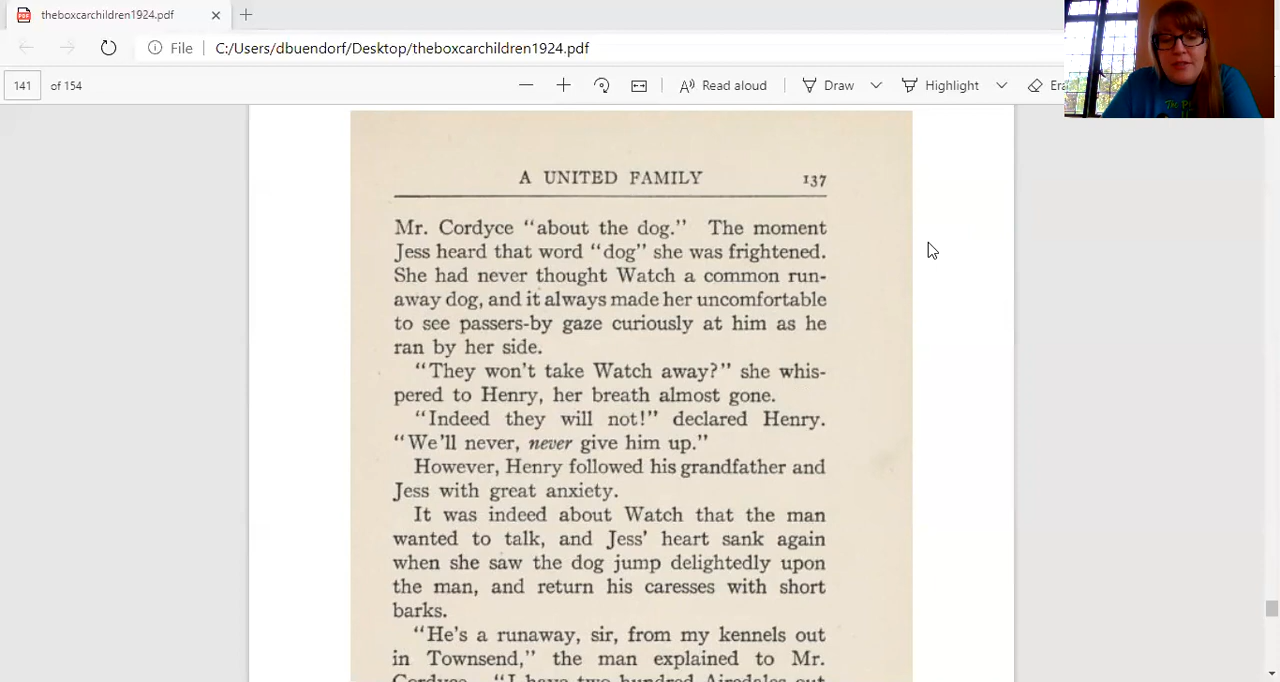 theboxcarchildren1924.pdf
File C:/Users/dbuendorf/Desktop/theboxcarchildren1924.pdf
141 of 154 Read aloud Draw Highlight
A UNITED FAMILY 137
Mr. Cordyce “about the dog.” The moment
Jess heard that word “dog” she was frightened.
She had never thought Watch a common run-
away dog, and it always made her uncomfortable
to see passers-by gaze curiously at him as he
ran by her side.
“They won’t take Watch away?” she whis-
pered to Henry, her breath almost gone.
“Indeed they will not!” declared Henry.
“We’ll never, never give him up.”
However, Henry followed his grandfather and
Jess with great anxiety.
It was indeed about Watch that the man
wanted to talk, and Jess’ heart sank again
when she saw the dog jump delightedly upon
the man, and return his caresses with short
barks.
“He’s a runaway, sir, from my kennels out
in Townsend,” the man explained to Mr.
Cordyce. “I have two hundred Airedales out